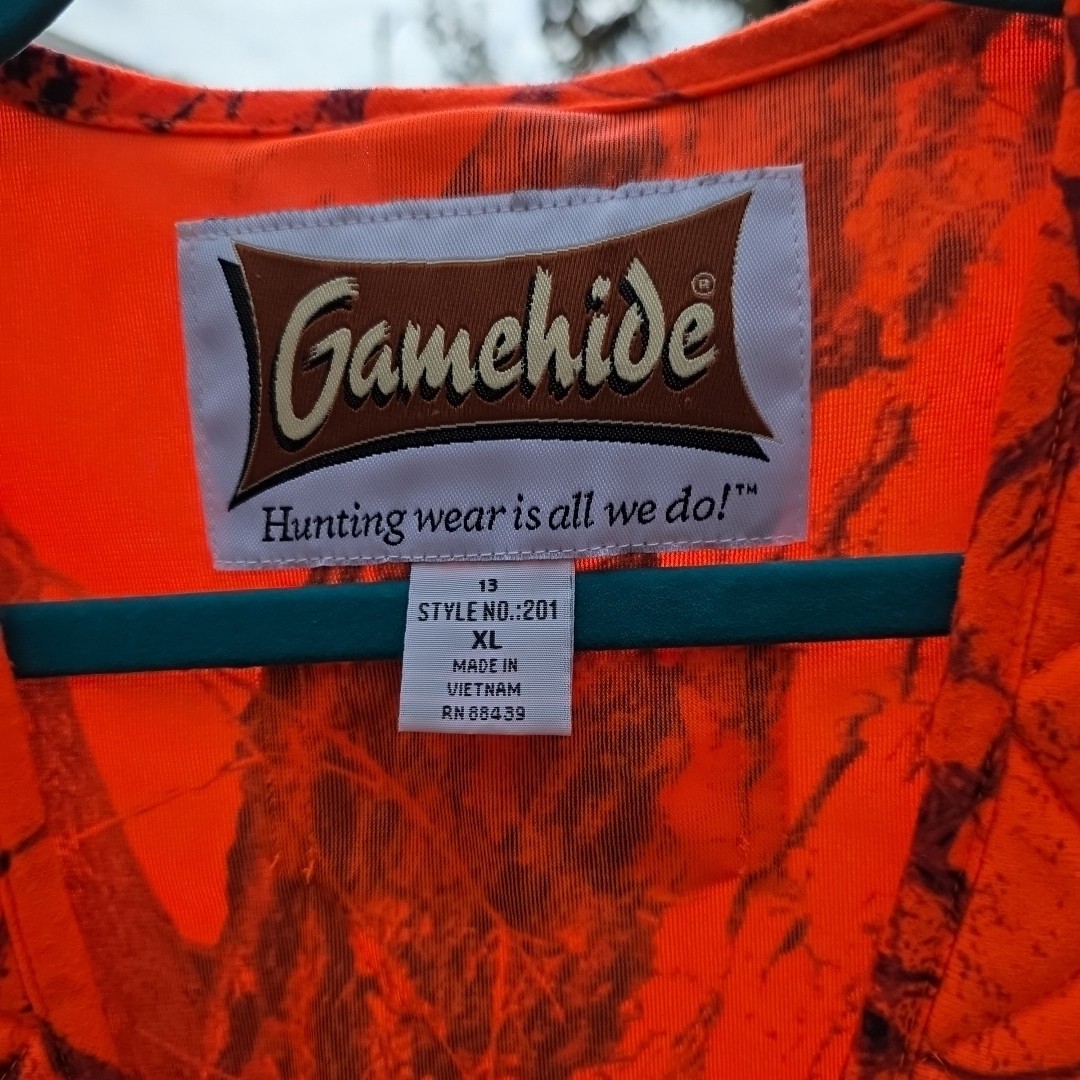 Gamehide®
Hunting wear is all we do!™
13
STYLE NO.:201
XL
MADE IN
VIETNAM
RN 88439